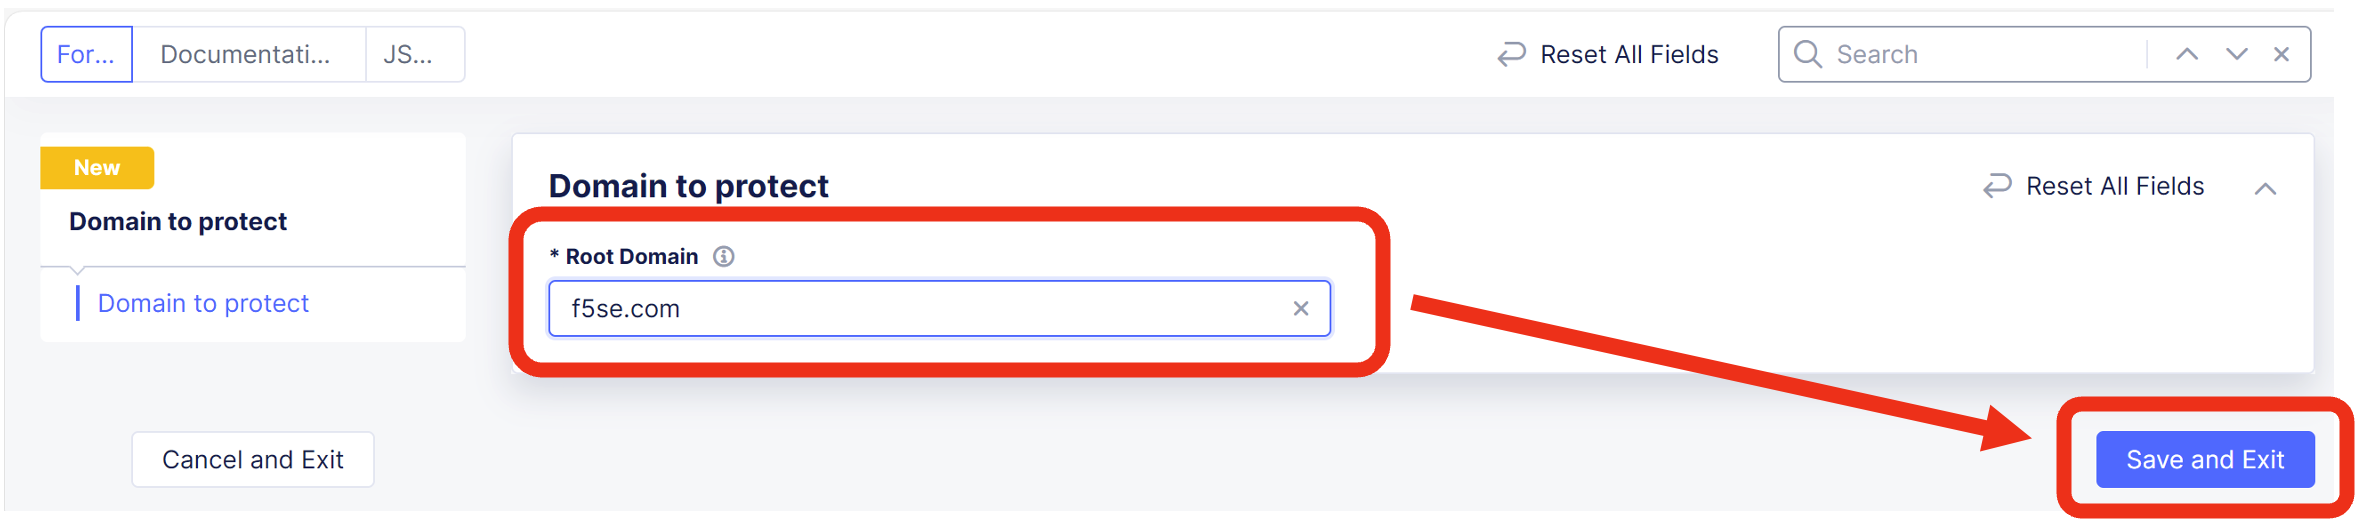 For...
Documentati...
JS...
Reset All Fields
Search
New
Domain to protect
Domain to protect
Domain to protect
Reset All Fields
* Root Domain
f5se.com
Cancel and Exit
Save and Exit